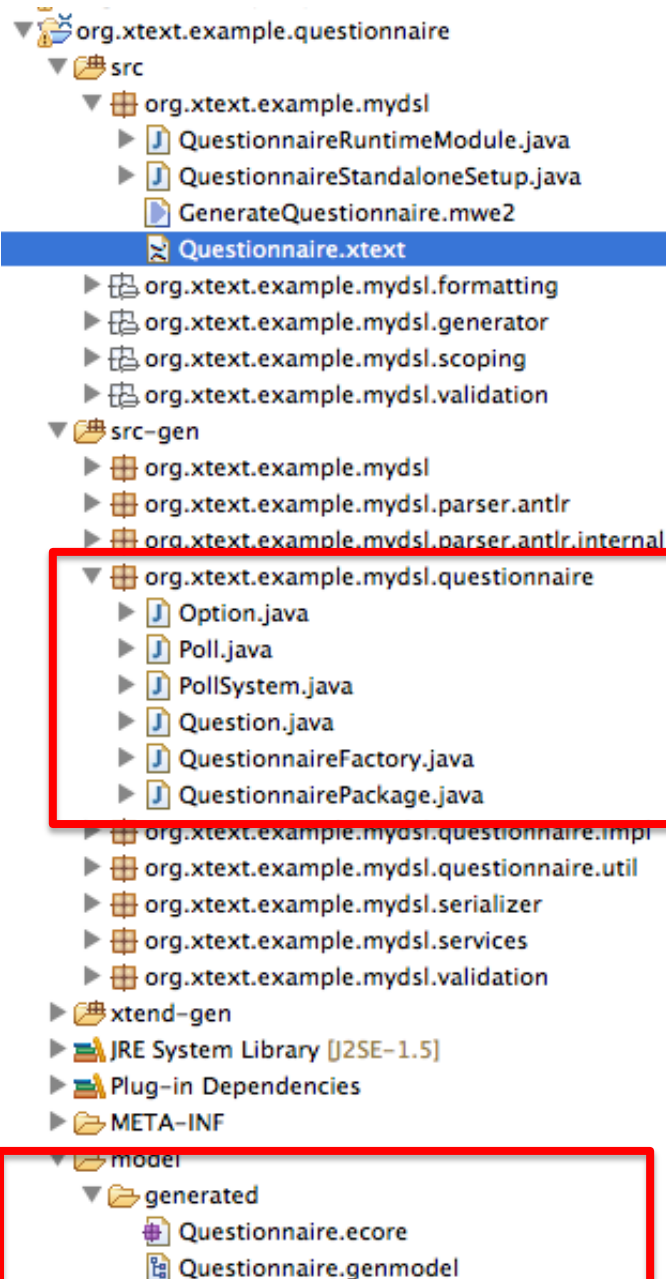 org.xtext.example.questionnaire
src
org.xtext.example.mydsl
QuestionnaireRuntimeModule.java
QuestionnaireStandaloneSetup.java
GenerateQuestionnaire.mwe2
Questionnaire.xtext
org.xtext.example.mydsl.formatting
org.xtext.example.mydsl.generator
org.xtext.example.mydsl.scoping
org.xtext.example.mydsl.validation
src-gen
org.xtext.example.mydsl
org.xtext.example.mydsl.parser.antlr
org.xtext.example.mydsl.parser.antlr.internal
org.xtext.example.mydsl.questionnaire
Option.java
Poll.java
PollSystem.java
Question.java
QuestionnaireFactory.java
QuestionnairePackage.java
org.xtext.example.mydsl.questionnaire.impl
org.xtext.example.mydsl.questionnaire.util
org.xtext.example.mydsl.serializer
org.xtext.example.mydsl.services
org.xtext.example.mydsl.validation
xtend-gen
JRE System Library [J2SE-1.5]
Plug-in Dependencies
META-INF
model
generated
Questionnaire.ecore
Questionnaire.genmodel